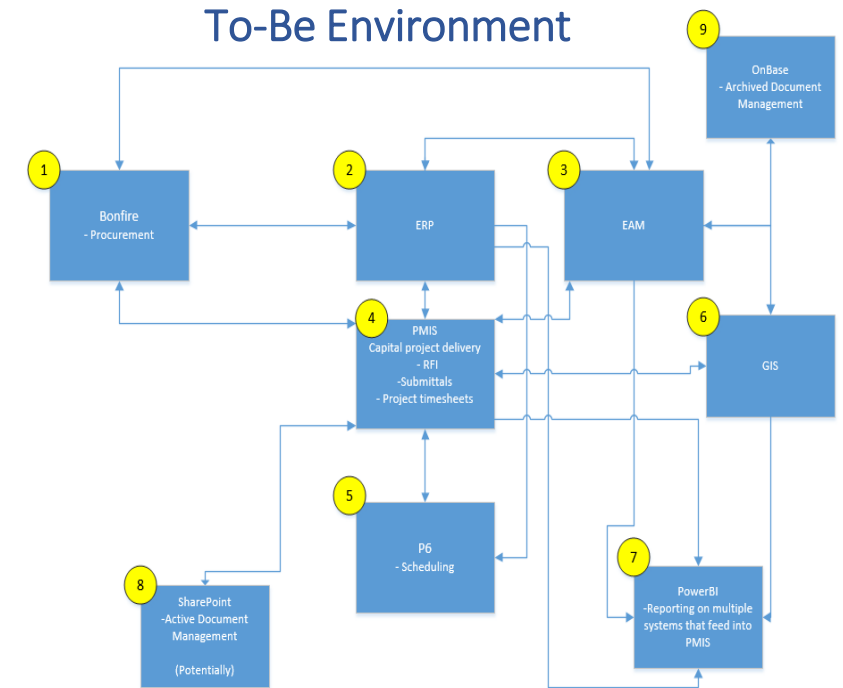 To-Be Environment
9
OnBase
- Archived Document
Management
1
Bonfire
- Procurement
2
ERP
3
EAM
4
PMIS
Capital project delivery
- RFI
-Submittals
- Project timesheets
6
GIS
5
P6
- Scheduling
7
PowerBI
-Reporting on multiple
systems that feed into
PMIS
8
SharePoint
-Active Document
Management
(Potentially)